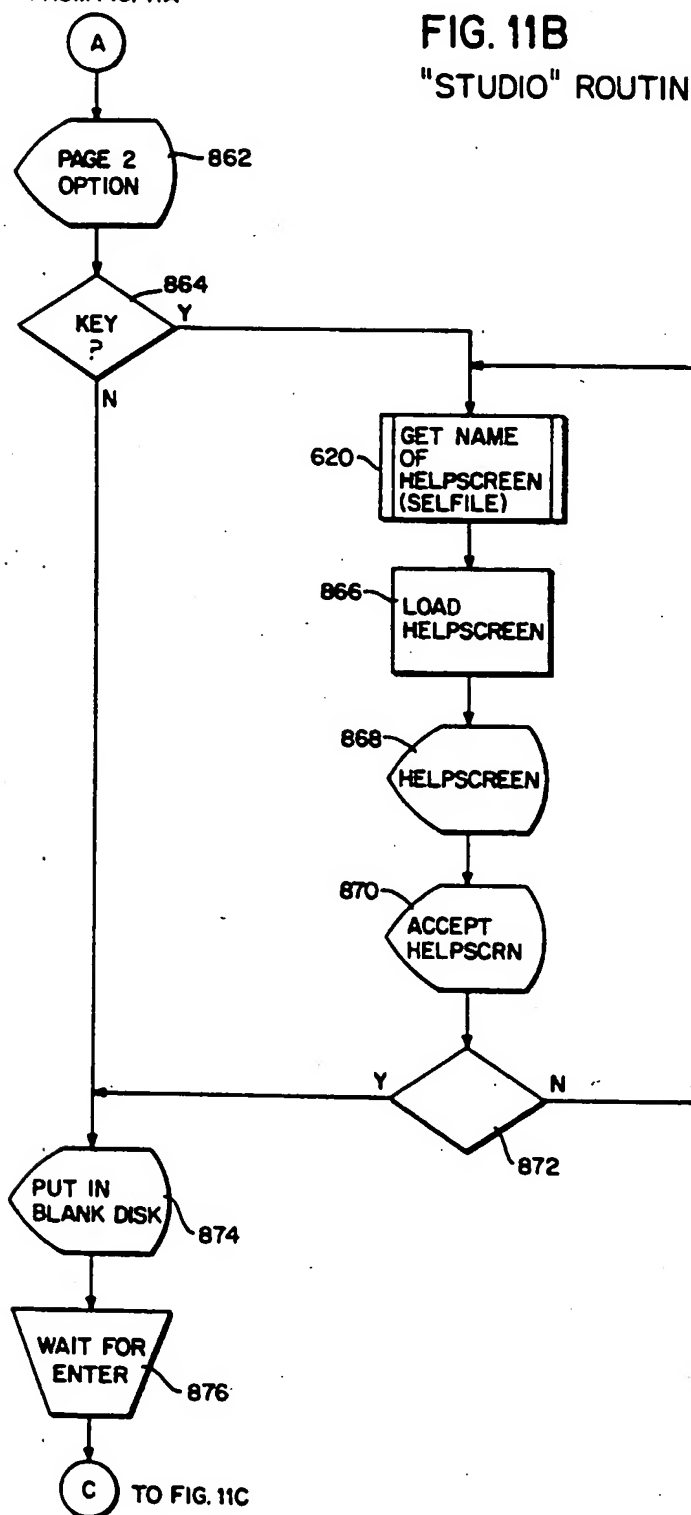 A
FIG. 11B
"STUDIO" ROUTIN
PAGE 2
OPTION
862
864
KEY
?
Y
N
620
GET NAME
OF
HELPSCREEN
(SELFILE)
866
LOAD
HELPSCREEN
868
HELPSCREEN
870
ACCEPT
HELPSCRN
Y
N
872
PUT IN
BLANK DISK
874
WAIT FOR
ENTER
876
C
TO FIG. 11C